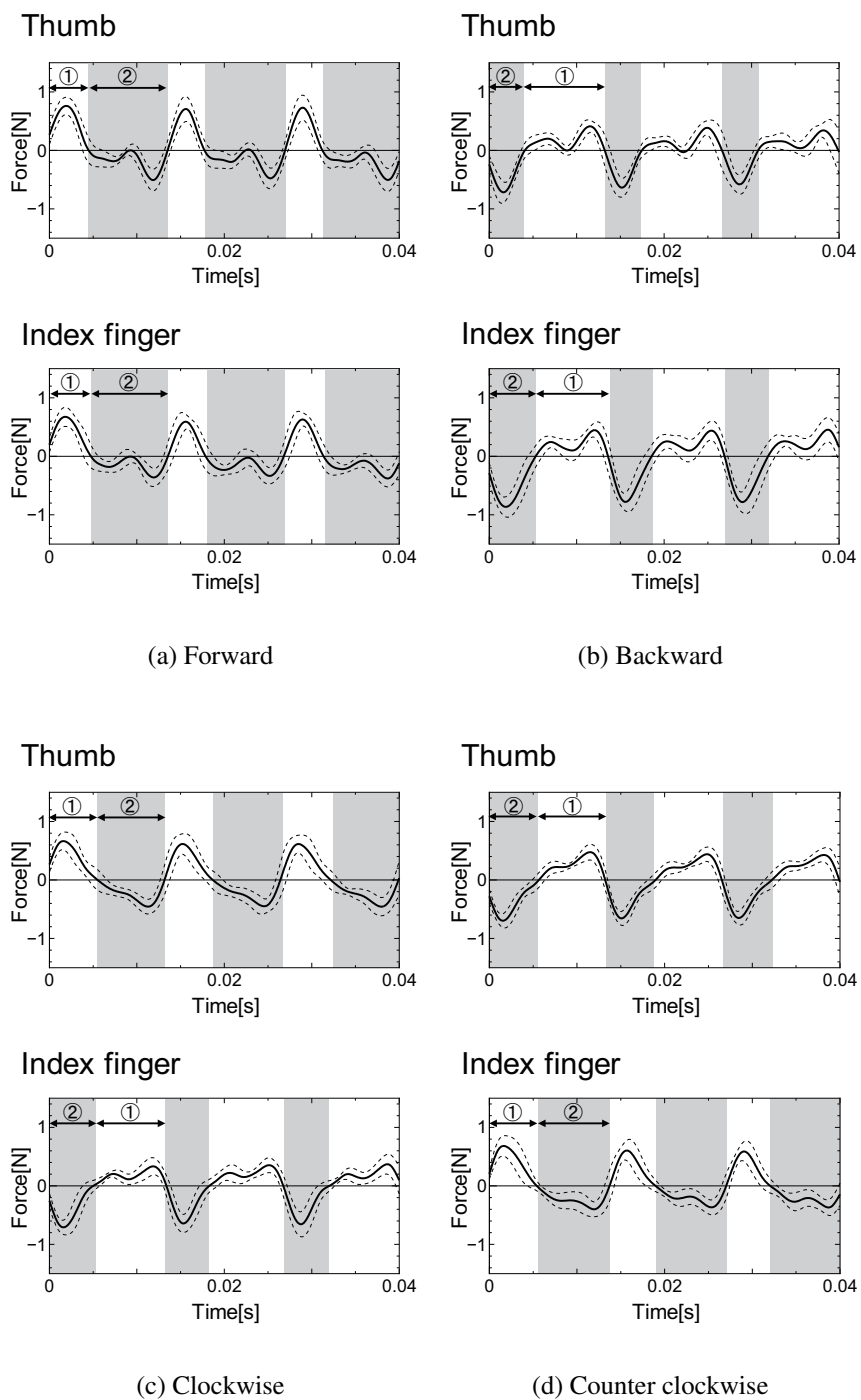 Thumb
① ②
1
0
−1
Force[N]
0 0.02 0.04
Time[s]
Index finger
① ②
1
0
−1
Force[N]
0 0.02 0.04
Time[s]
(a) Forward
Thumb
② ①
1
0
−1
Force[N]
0 0.02 0.04
Time[s]
Index finger
② ①
1
0
−1
Force[N]
0 0.02 0.04
Time[s]
(b) Backward
Thumb
① ②
1
0
−1
Force[N]
0 0.02 0.04
Time[s]
Index finger
② ①
1
0
−1
Force[N]
0 0.02 0.04
Time[s]
(c) Clockwise
Thumb
② ①
1
0
−1
Force[N]
0 0.02 0.04
Time[s]
Index finger
① ②
1
0
−1
Force[N]
0 0.02 0.04
Time[s]
(d) Counter clockwise